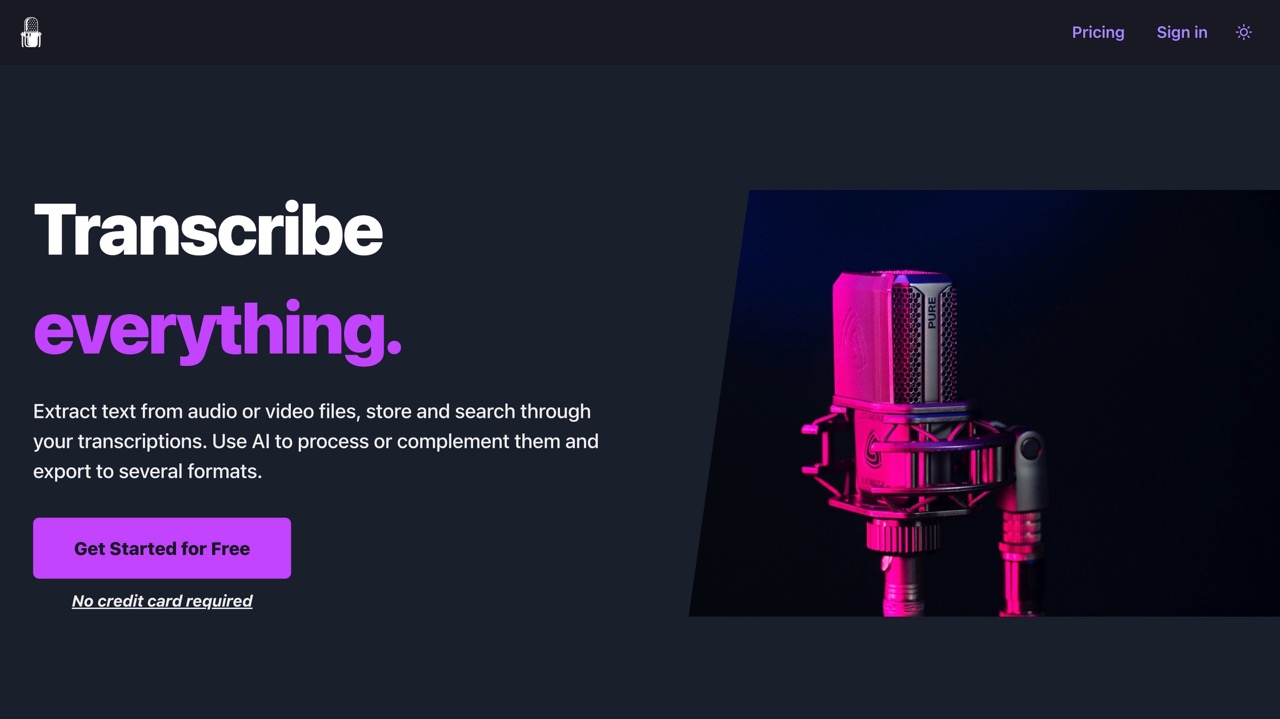 Pricing Sign in
Transcribe
everything.
Extract text from audio or video files, store and search through
your transcriptions. Use AI to process or complement them and
export to several formats.
Get Started for Free
No credit card required
PURE